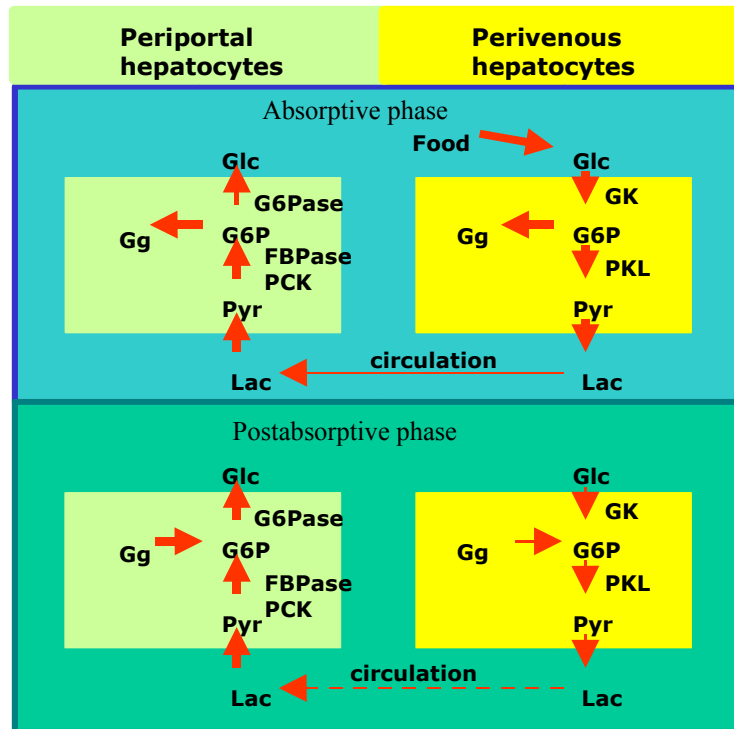 Periportal
hepatocytes
Perivenous
hepatocytes
Absorptive phase
Food
Glc
G6Pase
Gg
G6P
FBPase
PCK
Pyr
Lac
Glc
GK
Gg
G6P
PKL
Pyr
Lac
circulation
Postabsorptive phase
Glc
G6Pase
Gg
G6P
FBPase
PCK
Pyr
Lac
Glc
GK
Gg
G6P
PKL
Pyr
Lac
circulation